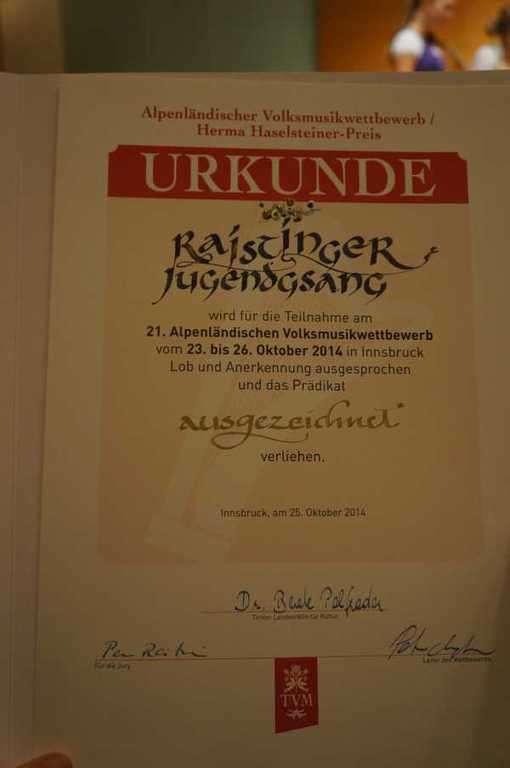 Alpenländischer Volksmusikwettbewerb /
Herma Haselsteiner-Preis
URKUNDE
Raistinger
Jugendgsang
wird für die Teilnahme am
21. Alpenländischen Volksmusikwettbewerb
vom 23. bis 26. Oktober 2014 in Innsbruck
Lob und Anerkennung ausgesprochen
und das Prädikat
ausgezeichnet*
verliehen.
Innsbruck, am 25. Oktober 2014
Dr. Beate Palfrader
Tiroler Landesrätin für Kultur
Für die Jury
Leiter des Wettbewerbs
TVM